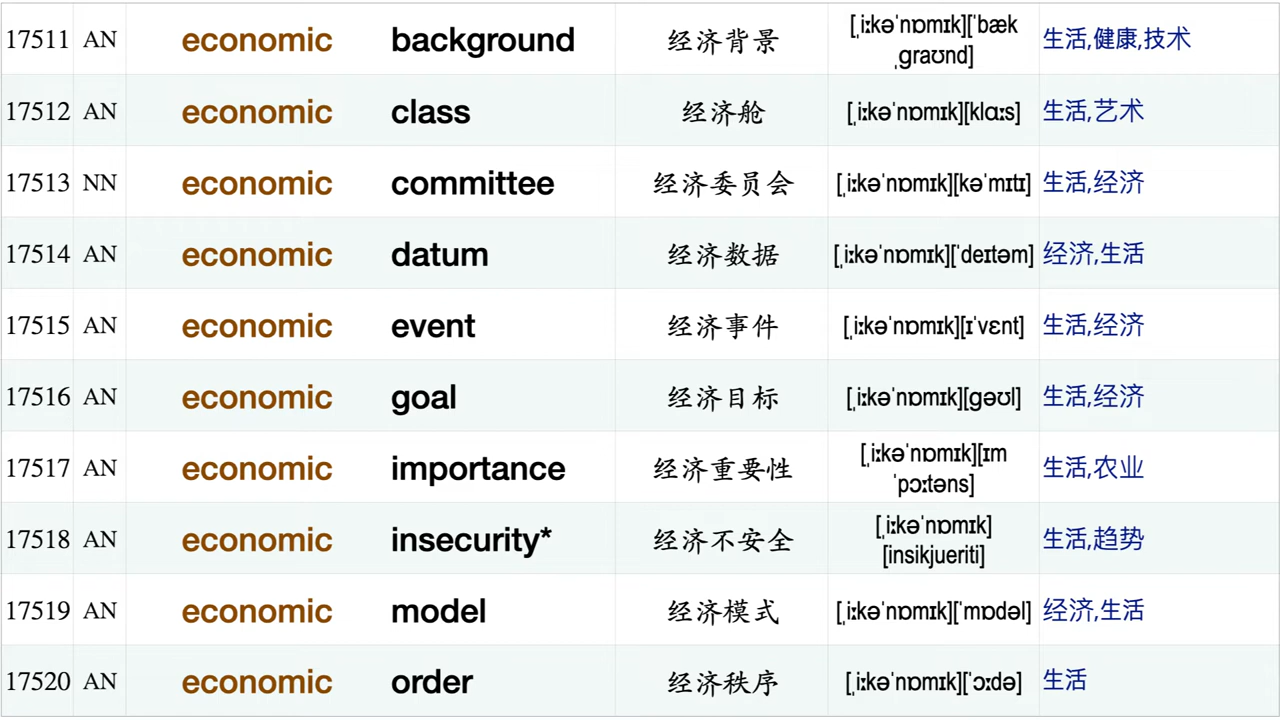 17511 AN economic background 经济背景 [ˌiːkəˈnɒmɪk][ˈbækˌgraʊnd] 生活,健康,技术
17512 AN economic class 经济舱 [ˌiːkəˈnɒmɪk][klɑːs] 生活,艺术
17513 NN economic committee 经济委员会 [ˌiːkəˈnɒmɪk][kəˈmɪtɪ] 生活,经济
17514 AN economic datum 经济数据 [ˌiːkəˈnɒmɪk][ˈdeɪtəm] 经济,生活
17515 AN economic event 经济事件 [ˌiːkəˈnɒmɪk][ɪˈvɛnt] 生活,经济
17516 AN economic goal 经济目标 [ˌiːkəˈnɒmɪk][gəʊl] 生活,经济
17517 AN economic importance 经济重要性 [ˌiːkəˈnɒmɪk][ɪmˈpɔːtəns] 生活,农业
17518 AN economic insecurity* 经济不安全 [ˌiːkəˈnɒmɪk][insikjueriti] 生活,趋势
17519 AN economic model 经济模式 [ˌiːkəˈnɒmɪk][ˈmɒdəl] 经济,生活
17520 AN economic order 经济秩序 [ˌiːkəˈnɒmɪk][ˈɔːdə] 生活